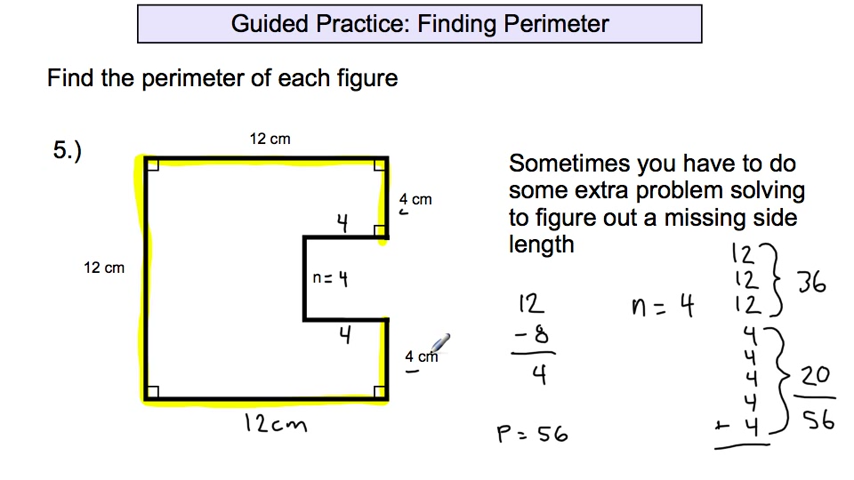 Guided Practice: Finding Perimeter
Find the perimeter of each figure
5.)
12 cm
4 cm
4
12 cm
n = 4
4
4 cm
12cm
Sometimes you have to do
some extra problem solving
to figure out a missing side
length
12
- 8
4
P = 56
n = 4
12
12
12
36
4
4
4
4
+ 4
20
56